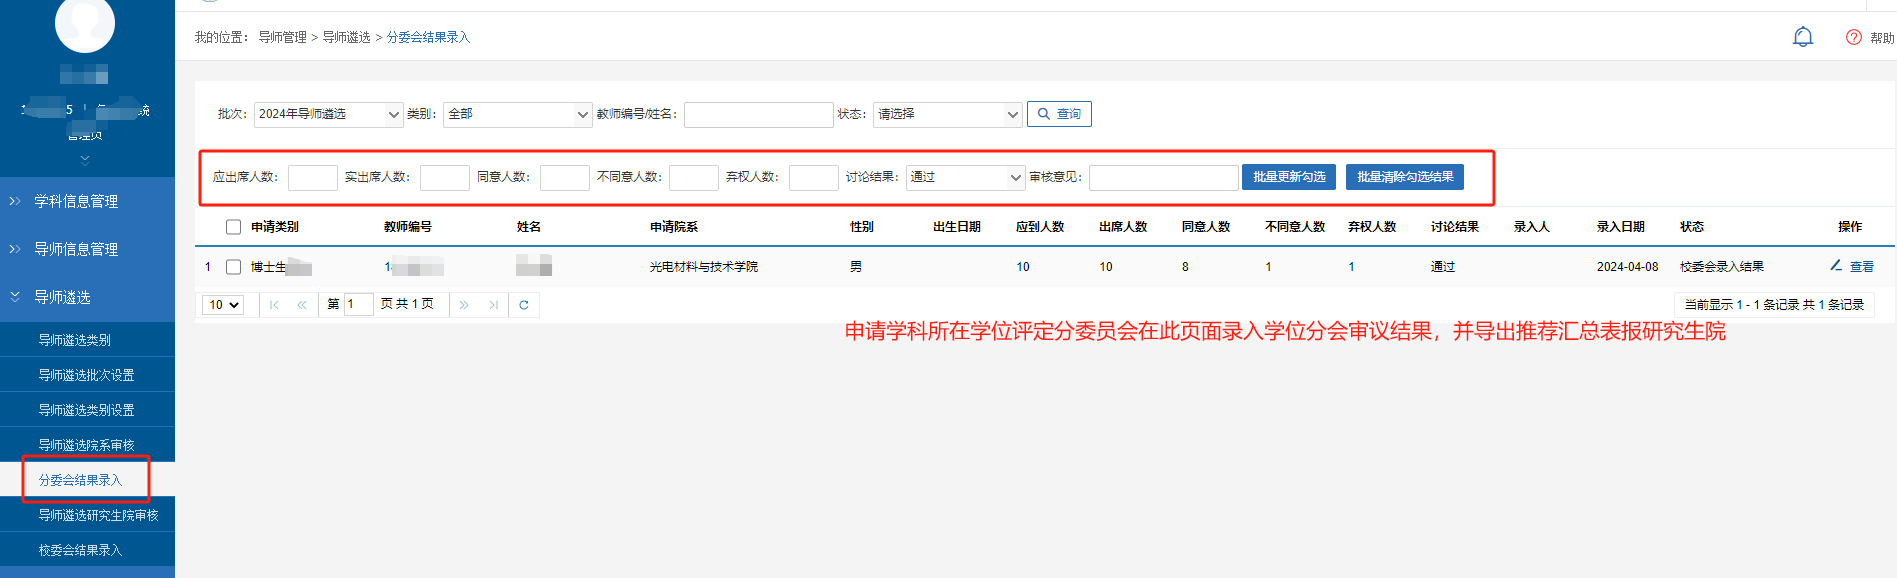 我的位置： 导师管理 > 导师遴选 > 分委会结果录入
帮助
5
统
管理员
批次： 2024年导师遴选 类别： 全部 教师编号/姓名： 状态： 请选择 查询
应出席人数： 实出席人数： 同意人数： 不同意人数： 弃权人数： 讨论结果： 通过 审核意见： 批量更新勾选 批量清除勾选结果
申请类别 教师编号 姓名 申请院系 性别 出生日期 应到人数 出席人数 同意人数 不同意人数 弃权人数 讨论结果 录入人 录入日期 状态 操作
1 博士生 1 光电材料与技术学院 男 10 10 8 1 1 通过 2024-04-08 校委会录入结果 查看
10 第 1 页 共 1 页 当前显示 1 - 1 条记录 共 1 条记录
申请学科所在学位评定分委员会在此页面录入学位分会审议结果，并导出推荐汇总表报研究生院
学科信息管理
导师信息管理
导师遴选
导师遴选类别
导师遴选批次设置
导师遴选类别设置
导师遴选院系审核
分委会结果录入
导师遴选研究生院审核
校委会结果录入